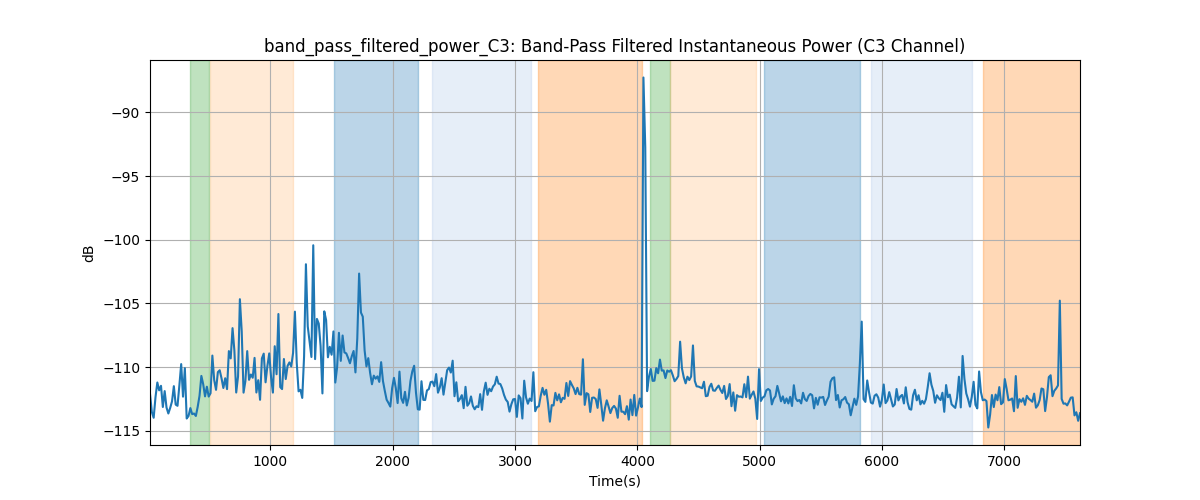 band_pass_filtered_power_C3: Band-Pass Filtered Instantaneous Power (C3 Channel)
−90
−95
−100
−105
−110
−115
dB
1000 2000 3000 4000 5000 6000 7000
Time(s)